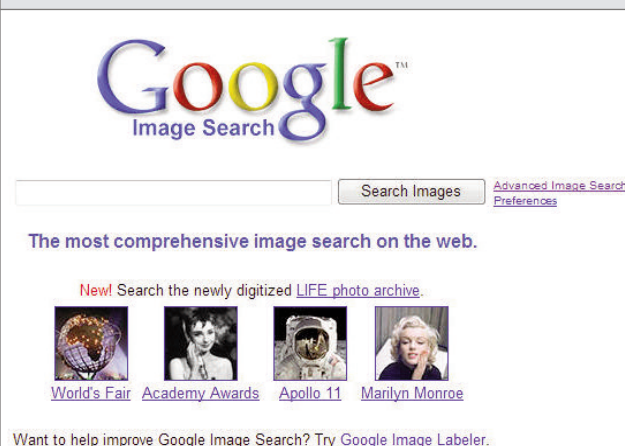 Google™
Image Search
Search Images
Advanced Image Search
Preferences
The most comprehensive image search on the web.
New! Search the newly digitized LIFE photo archive.
World's Fair Academy Awards Apollo 11 Marilyn Monroe
Want to help improve Google Image Search? Try Google Image Labeler.